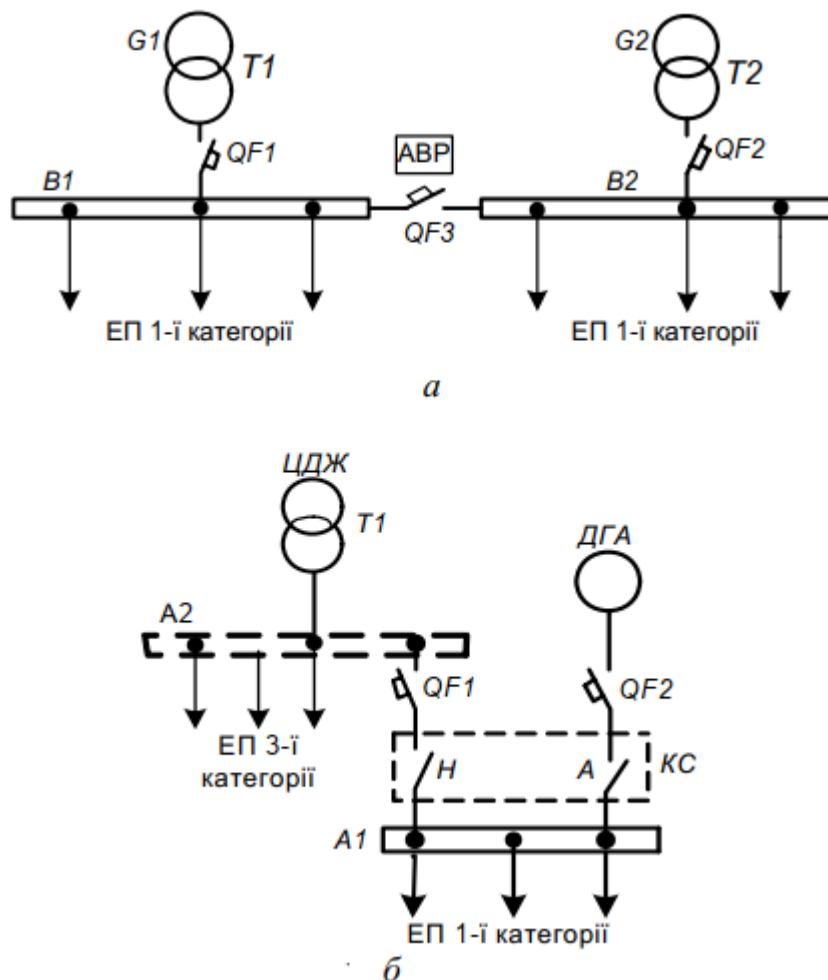 G1 T1 G2 T2
QF1 АВР QF2
B1 QF3 B2
ЕП 1-ї категорії ЕП 1-ї категорії
а
ЦДЖ
T1 ДГА
A2
QF1 QF2
ЕП 3-ї
категорії
Н А КС
A1
ЕП 1-ї категорії
б